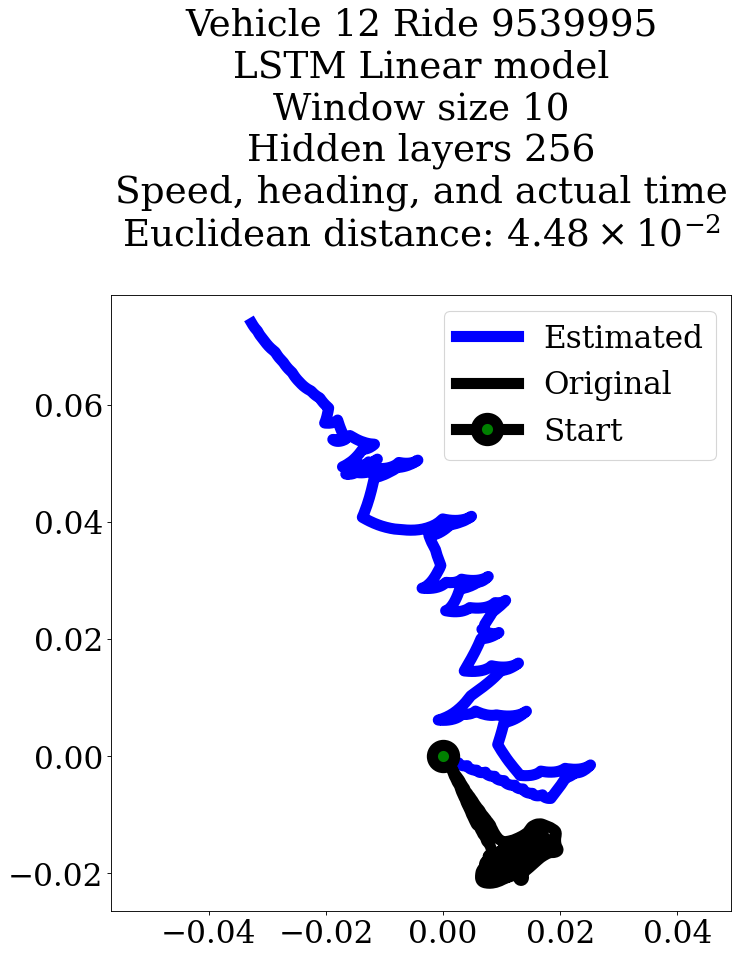 Vehicle 12 Ride 9539995
LSTM Linear model
Window size 10
Hidden layers 256
Speed, heading, and actual time
Euclidean distance: 4.48 × 10⁻²
Estimated
Original
Start
0.06
0.04
0.02
0.00
−0.02
−0.04 −0.02 0.00 0.02 0.04